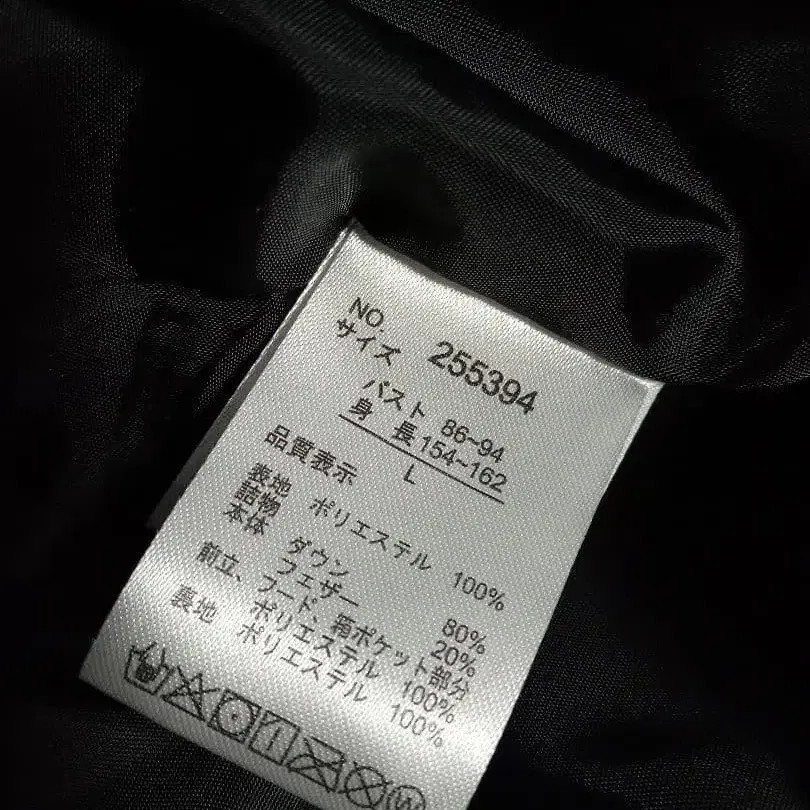 NO. 255394
サイズ
バスト 86~94
身 長 154~162
L
品質表示
表地 ポリエステル 100%
詰物
本体 ダウン 80%
フェザー 20%
前立、フード、箱ポケット部分
ポリエステル 100%
裏地 ポリエステル 100%
W